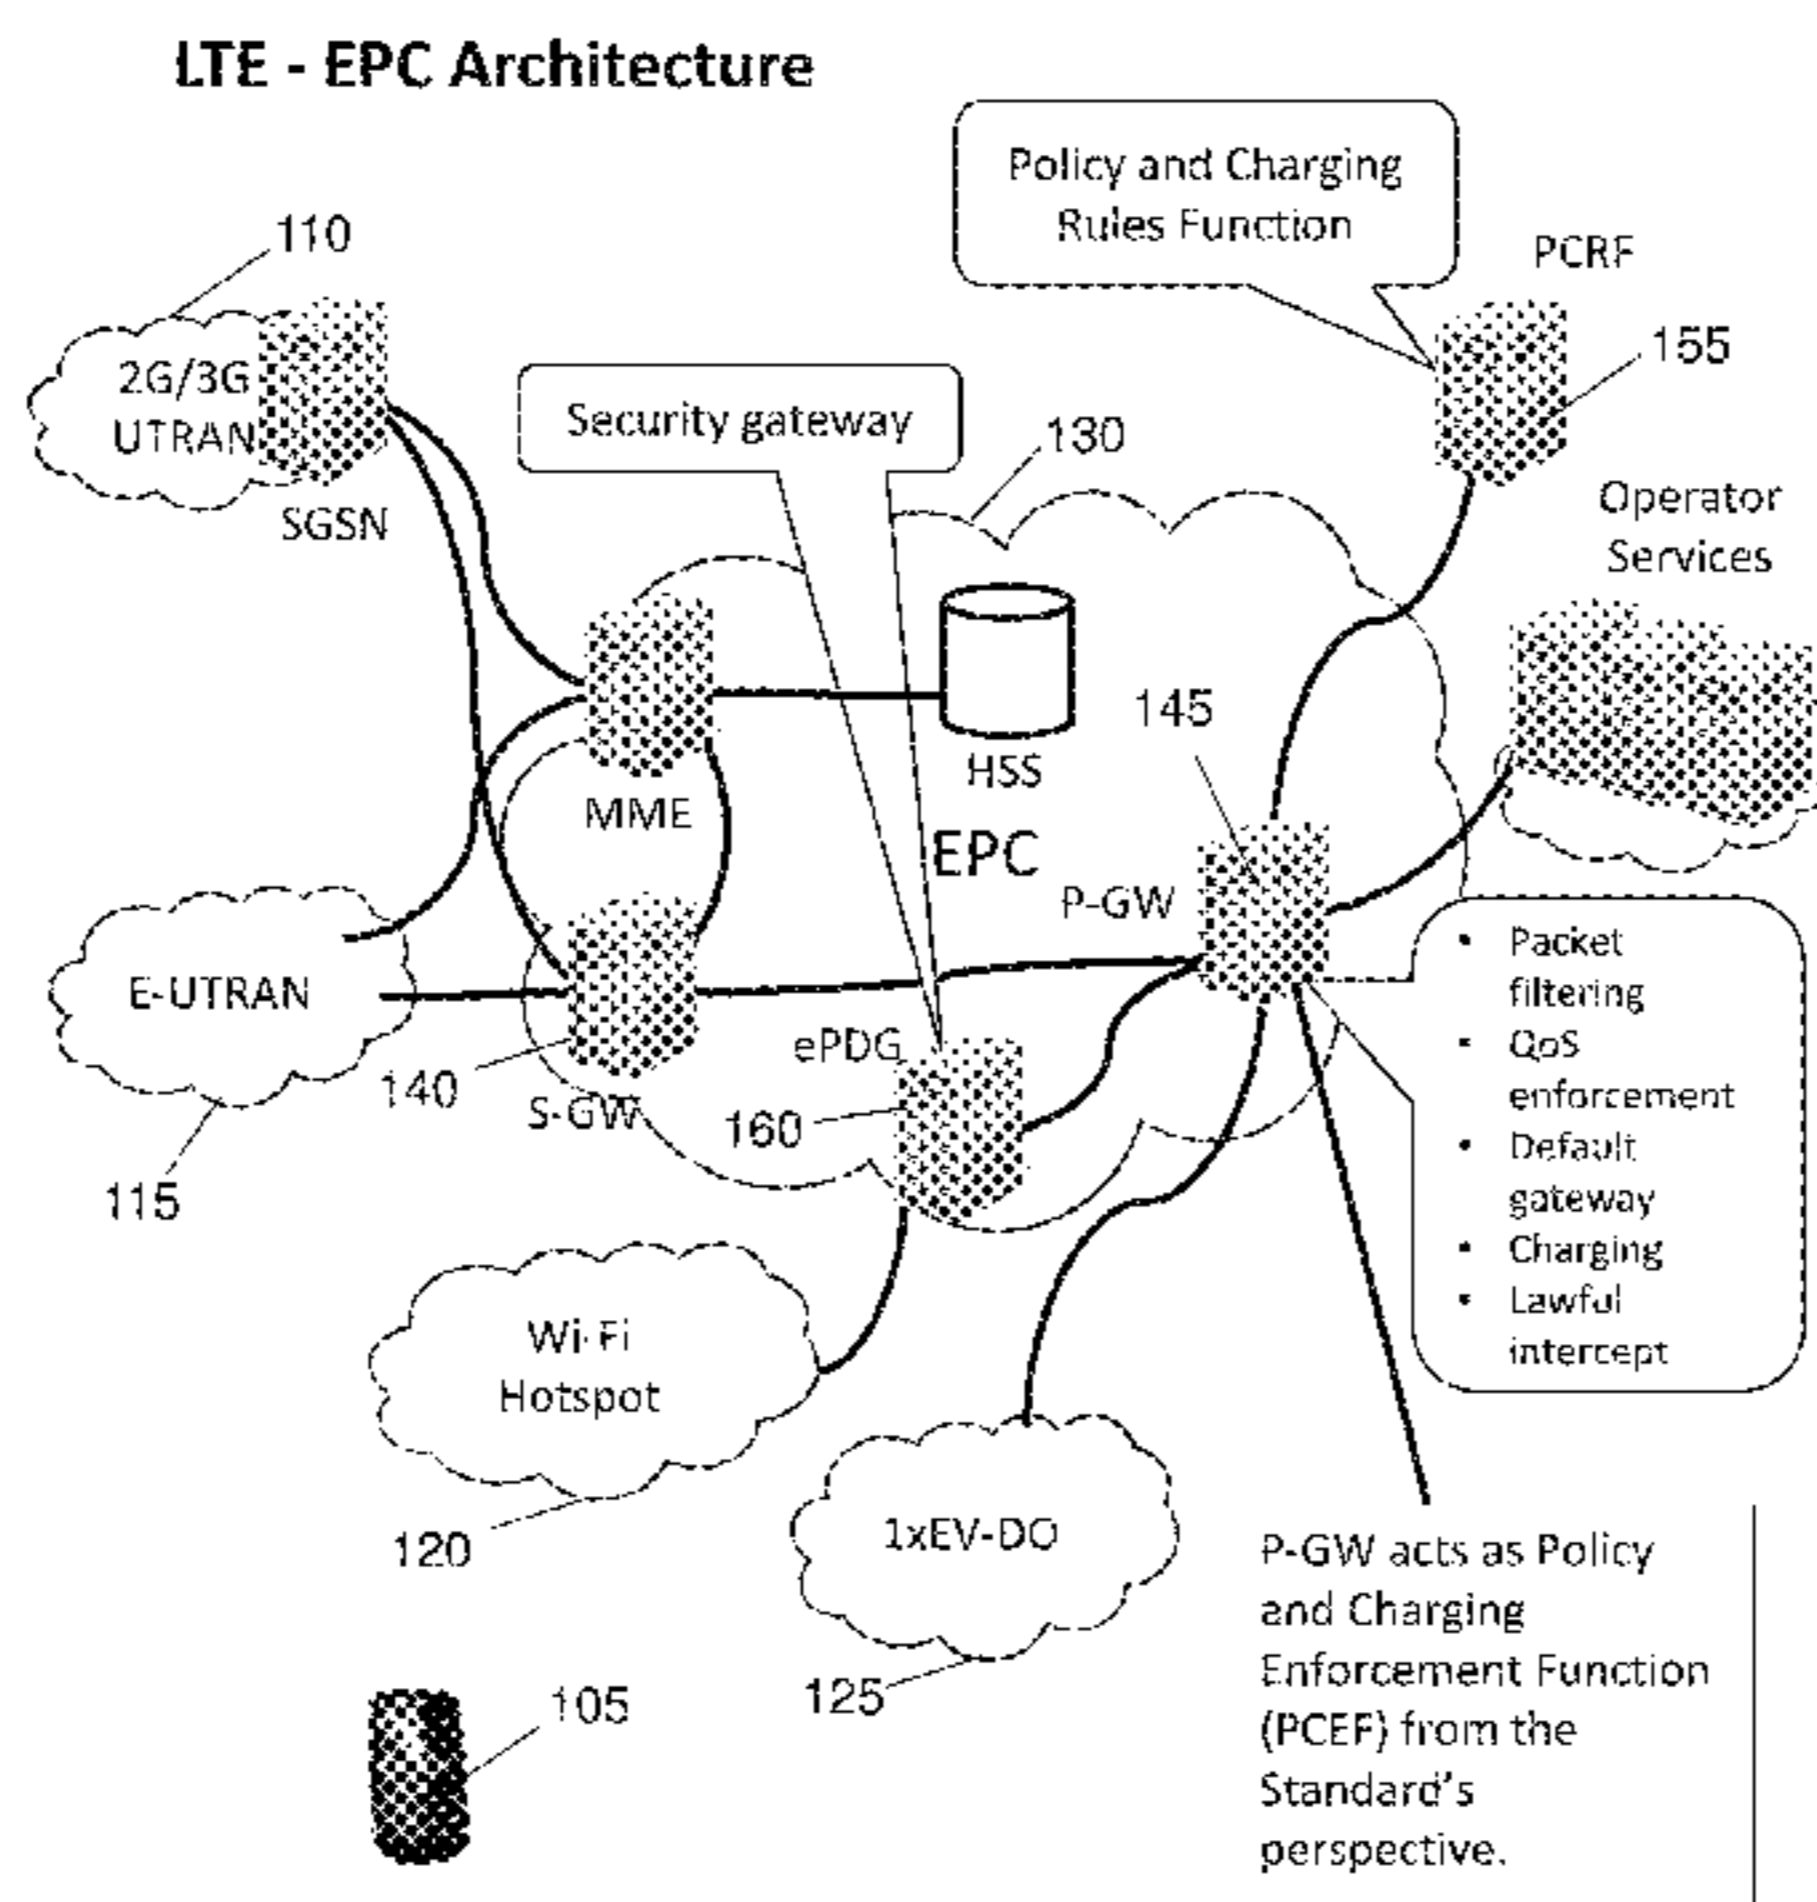 LTE - EPC Architecture
Policy and Charging
Rules Function
110
PCRF
155
2G/3G
UTRAN
Security gateway
130
SGSN
Operator
Services
145
HSS
MME
EPC
P-GW
E-UTRAN
ePDG
140
S-GW
160
115
• Packet
filtering
• QoS
enforcement
• Default
gateway
• Charging
• Lawful
intercept
Wi-Fi
Hotspot
120
1xEV-DO
125
105
P-GW acts as Policy
and Charging
Enforcement Function
(PCEF) from the
Standard's
perspective.